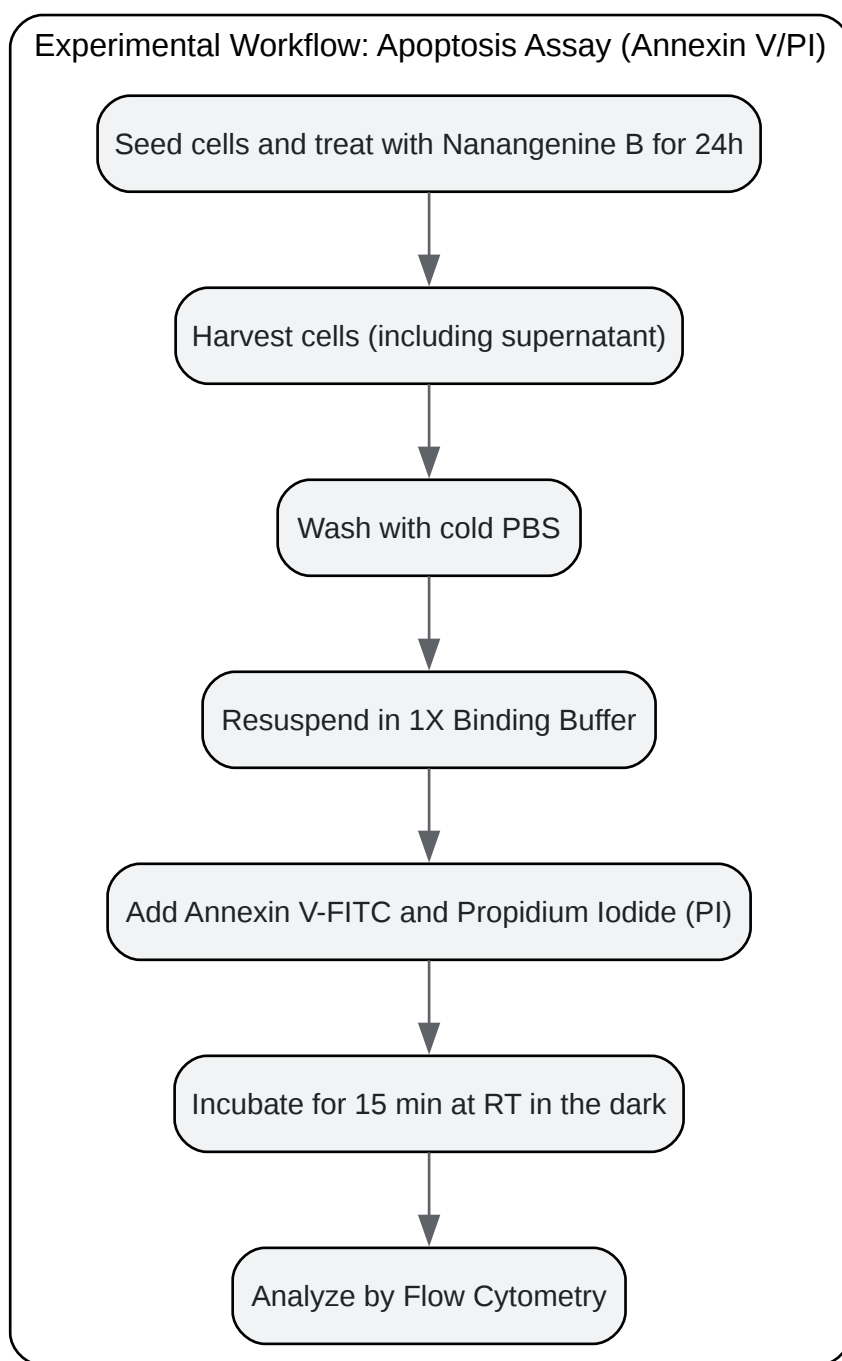 Experimental Workflow: Apoptosis Assay (Annexin V/PI)
Seed cells and treat with Nanangenine B for 24h
Harvest cells (including supernatant)
Wash with cold PBS
Resuspend in 1X Binding Buffer
Add Annexin V-FITC and Propidium Iodide (PI)
Incubate for 15 min at RT in the dark
Analyze by Flow Cytometry